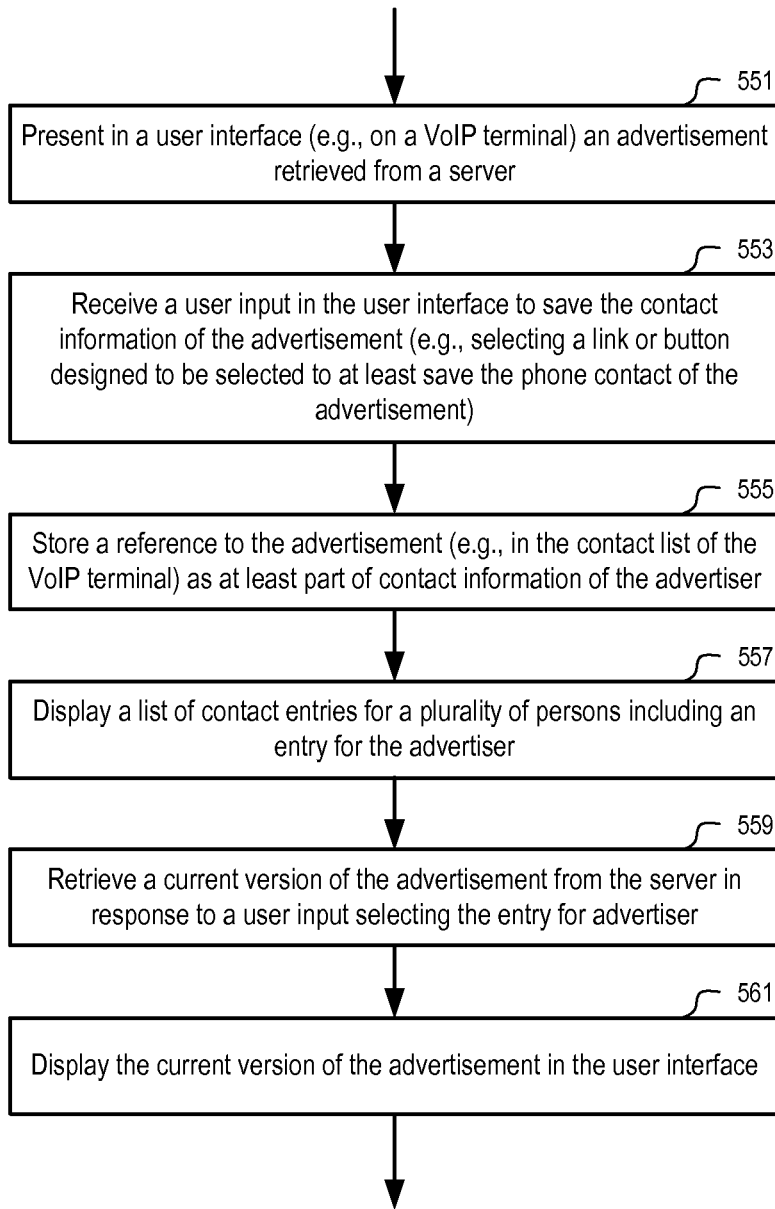 551
Present in a user interface (e.g., on a VoIP terminal) an advertisement
retrieved from a server
553
Receive a user input in the user interface to save the contact
information of the advertisement (e.g., selecting a link or button
designed to be selected to at least save the phone contact of the
advertisement)
555
Store a reference to the advertisement (e.g., in the contact list of the
VoIP terminal) as at least part of contact information of the advertiser
557
Display a list of contact entries for a plurality of persons including an
entry for the advertiser
559
Retrieve a current version of the advertisement from the server in
response to a user input selecting the entry for advertiser
561
Display the current version of the advertisement in the user interface